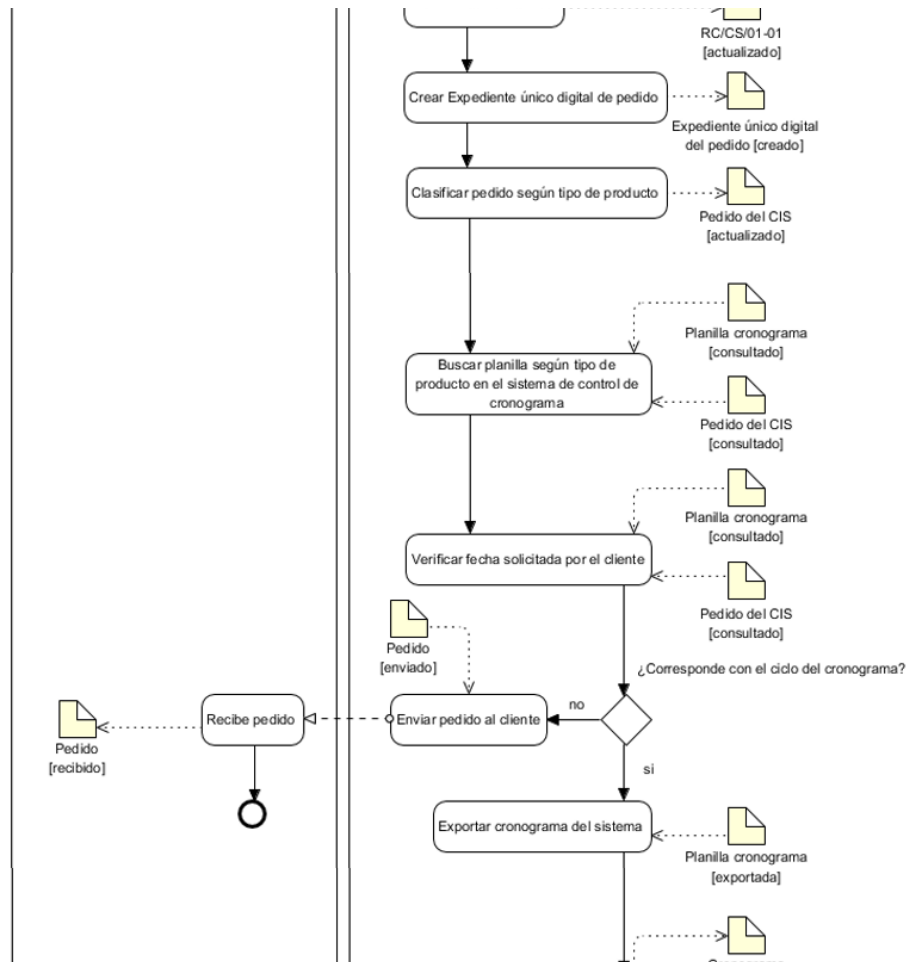 RC/CS/01-01
[actualizado]
Crear Expediente único digital de pedido
Expediente único digital
del pedido [creado]
Clasificar pedido según tipo de producto
Pedido del CIS
[actualizado]
Planilla cronograma
[consultado]
Buscar planilla según tipo de
producto en el sistema de control de
cronograma
Pedido del CIS
[consultado]
Planilla cronograma
[consultado]
Verificar fecha solicitada por el cliente
Pedido del CIS
[consultado]
Pedido
[enviado]
¿Corresponde con el ciclo del cronograma?
no
Enviar pedido al cliente
Recibe pedido
Pedido
[recibido]
si
Exportar cronograma del sistema
Planilla cronograma
[exportada]